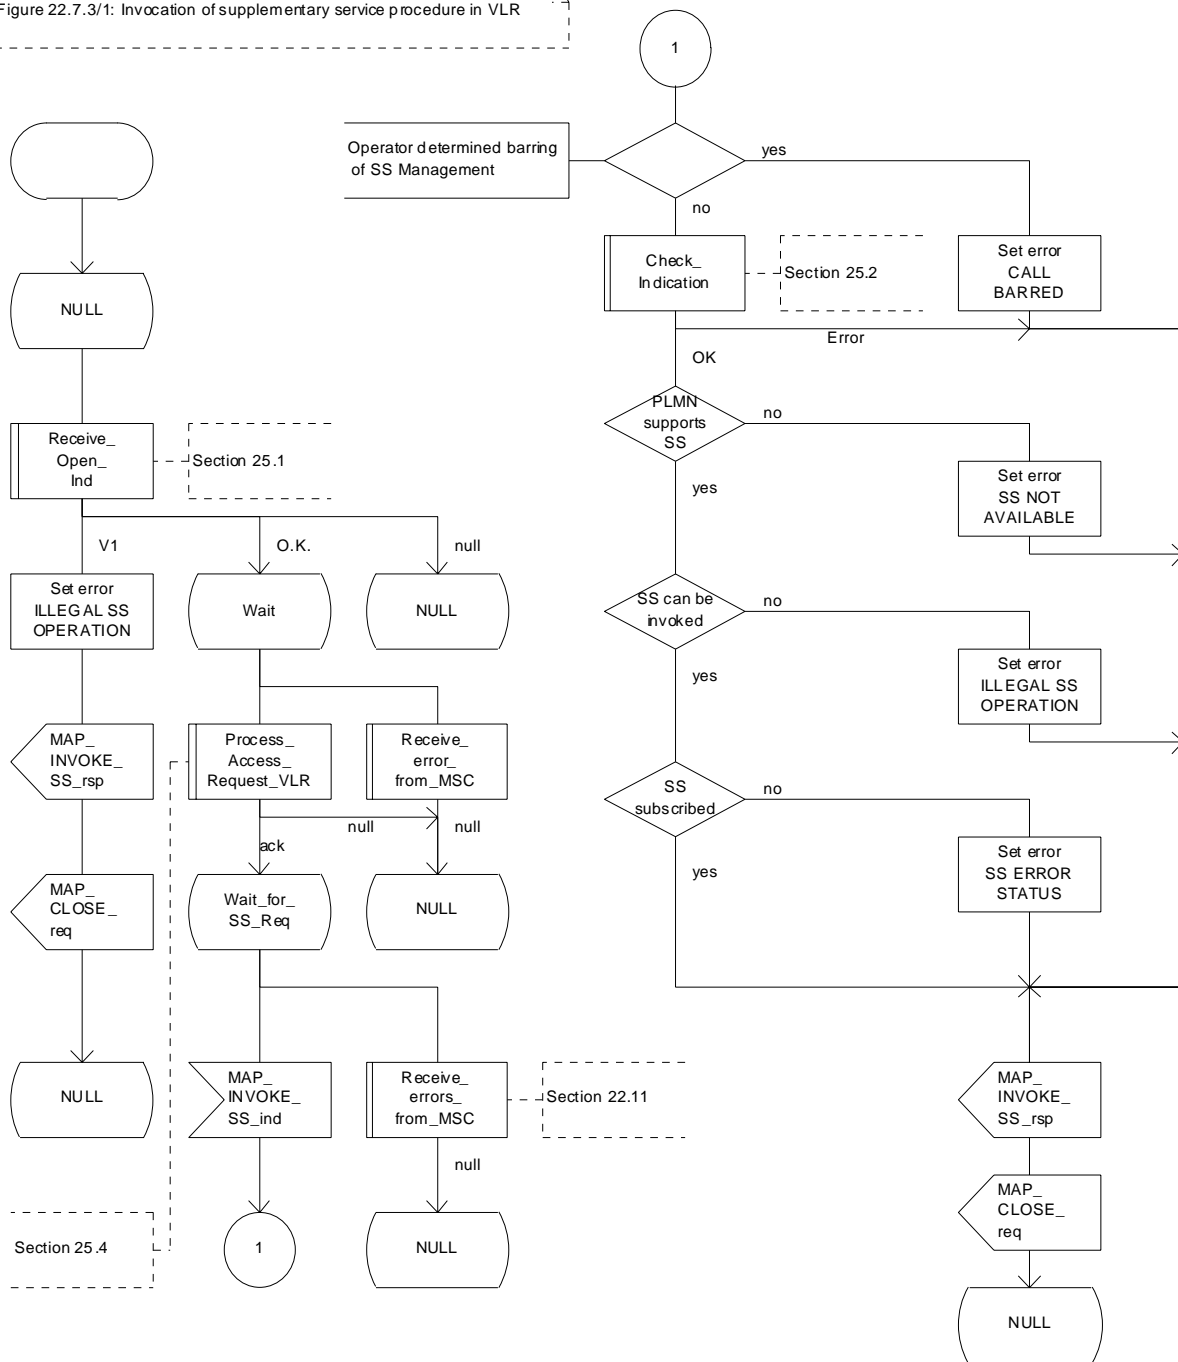 Figure 22.7.3/1: Invocation of supplementary service procedure in VLR
NULL
Receive_
Open_
Ind
Section 25.1
V1
O.K.
null
Set error
ILLEGAL SS
OPERATION
Wait
NULL
MAP_
INVOKE_
SS_rsp
Process_
Access_
Request_VLR
Receive_
error_
from_MSC
null
null
ack
MAP_
CLOSE_
req
Wait_for_
SS_Req
NULL
NULL
MAP_
INVOKE_
SS_ind
Receive_
errors_
from_MSC
Section 22.11
null
Section 25.4
1
NULL
1
Operator determined barring
of SS Management
yes
no
Check_
Indication
Section 25.2
Set error
CALL
BARRED
Error
OK
PLMN
supports
SS
no
yes
Set error
SS NOT
AVAILABLE
SS can be
invoked
no
yes
Set error
ILLEGAL SS
OPERATION
SS
subscribed
no
yes
Set error
SS ERROR
STATUS
MAP_
INVOKE_
SS_rsp
MAP_
CLOSE_
req
NULL